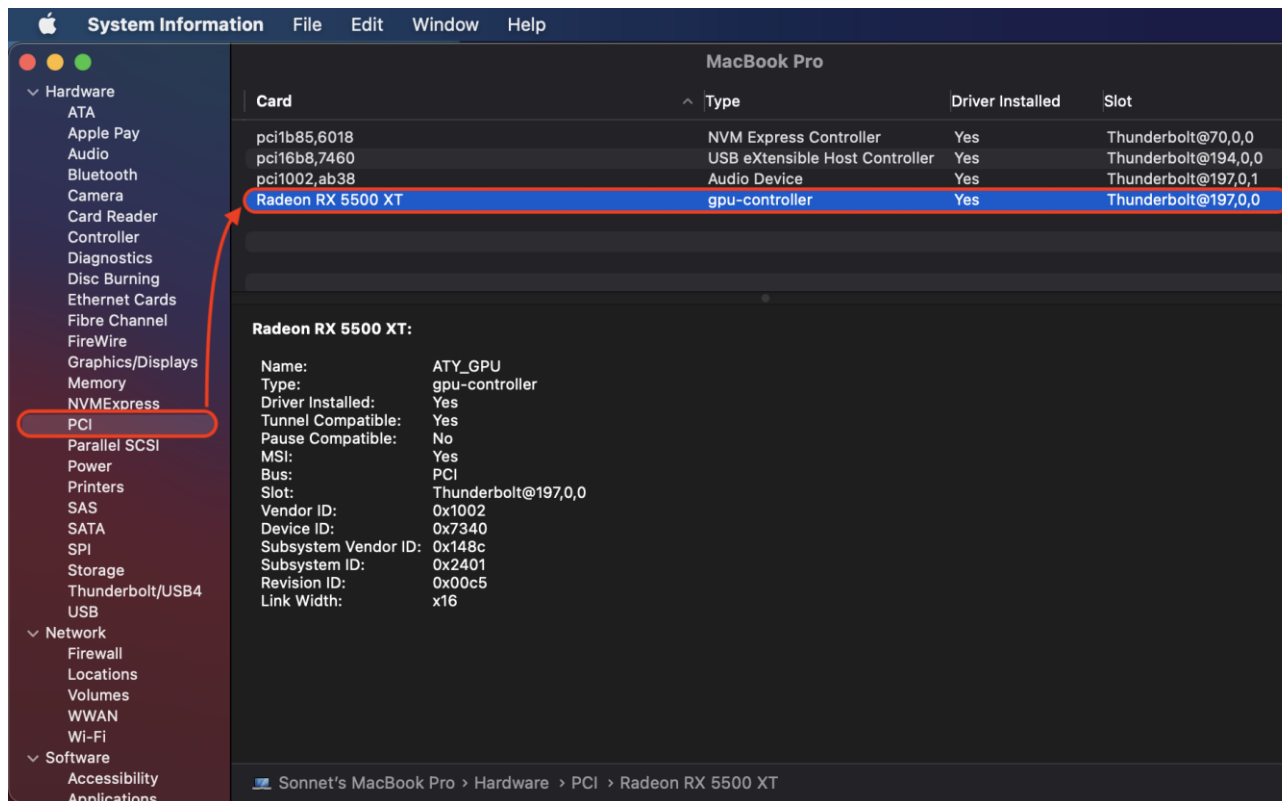 System Information File Edit Window Help
MacBook Pro
Hardware
ATA
Apple Pay
Audio
Bluetooth
Camera
Card Reader
Controller
Diagnostics
Disc Burning
Ethernet Cards
Fibre Channel
FireWire
Graphics/Displays
Memory
NVMExpress
PCI
Parallel SCSI
Power
Printers
SAS
SATA
SPI
Storage
Thunderbolt/USB4
USB
Network
Firewall
Locations
Volumes
WWAN
Wi-Fi
Software
Accessibility
Applications
Card Type Driver Installed Slot
pci1b85,6018 NVM Express Controller Yes Thunderbolt@70,0,0
pci16b8,7460 USB eXtensible Host Controller Yes Thunderbolt@194,0,0
pci1002,ab38 Audio Device Yes Thunderbolt@197,0,1
Radeon RX 5500 XT gpu-controller Yes Thunderbolt@197,0,0
Radeon RX 5500 XT:
Name: ATY_GPU
Type: gpu-controller
Driver Installed: Yes
Tunnel Compatible: Yes
Pause Compatible: No
MSI: Yes
Bus: PCI
Slot: Thunderbolt@197,0,0
Vendor ID: 0x1002
Device ID: 0x7340
Subsystem Vendor ID: 0x148c
Subsystem ID: 0x2401
Revision ID: 0x00c5
Link Width: x16
Sonnet's MacBook Pro › Hardware › PCI › Radeon RX 5500 XT